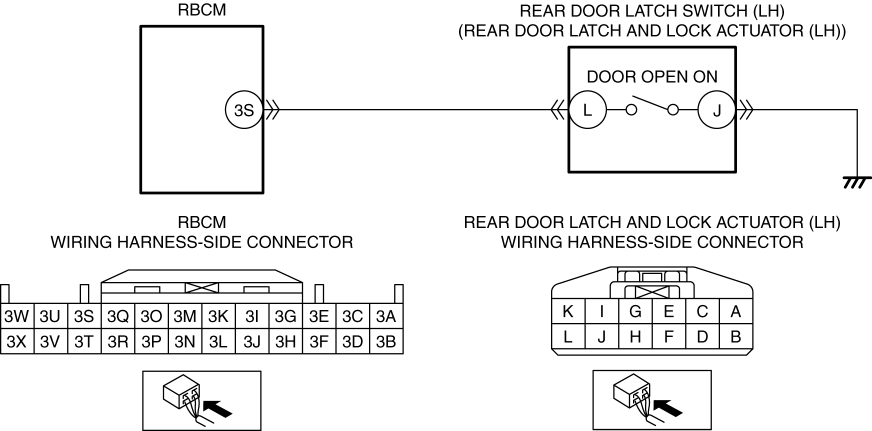 RBCM
REAR DOOR LATCH SWITCH (LH)
(REAR DOOR LATCH AND LOCK ACTUATOR (LH))
DOOR OPEN ON
3S
L
J
RBCM
WIRING HARNESS-SIDE CONNECTOR
REAR DOOR LATCH AND LOCK ACTUATOR (LH)
WIRING HARNESS-SIDE CONNECTOR
3W 3U 3S 3Q 3O 3M 3K 3I 3G 3E 3C 3A
3X 3V 3T 3R 3P 3N 3L 3J 3H 3F 3D 3B
K I G E C A
L J H F D B